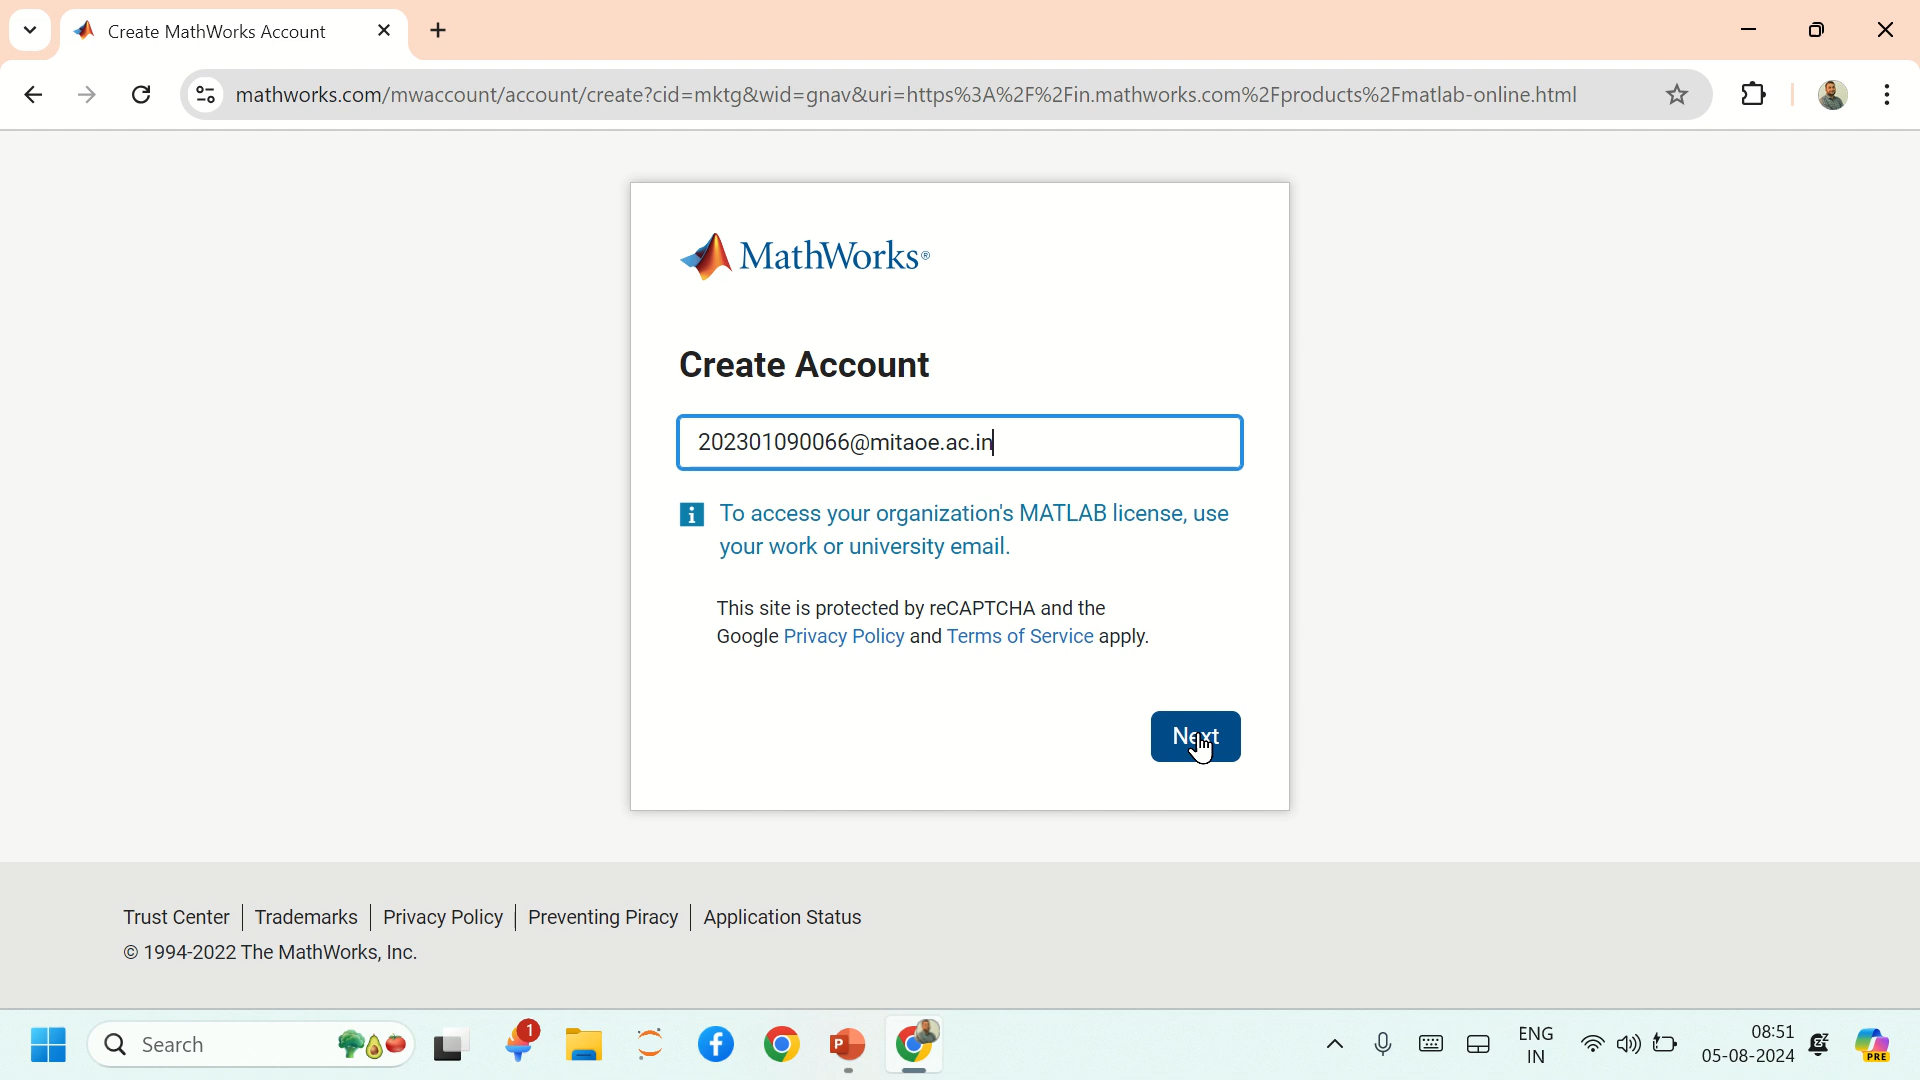 Create MathWorks Account
mathworks.com/mwaccount/account/create?cid=mktg&wid=gnav&uri=https%3A%2F%2Fin.mathworks.com%2Fproducts%2Fmatlab-online.html
MathWorks®
Create Account
202301090066@mitaoe.ac.in
To access your organization's MATLAB license, use
your work or university email.
This site is protected by reCAPTCHA and the
Google Privacy Policy and Terms of Service apply.
Next
Trust Center | Trademarks | Privacy Policy | Preventing Piracy | Application Status
© 1994-2022 The MathWorks, Inc.
Search
1
P
ENG
IN
08:51
05-08-2024
PRE